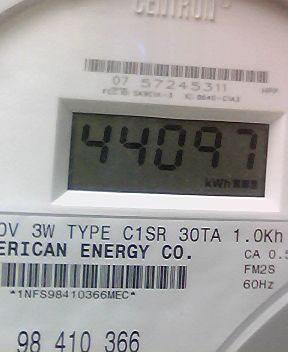 CENTRON®
07 57245311
44097
kWh
0V 3W TYPE C1SR 30TA 1.0Kh
ERICAN ENERGY CO.
CA 0.5
*1NFS98410366MEC*
FM2S
60Hz
98 410 366